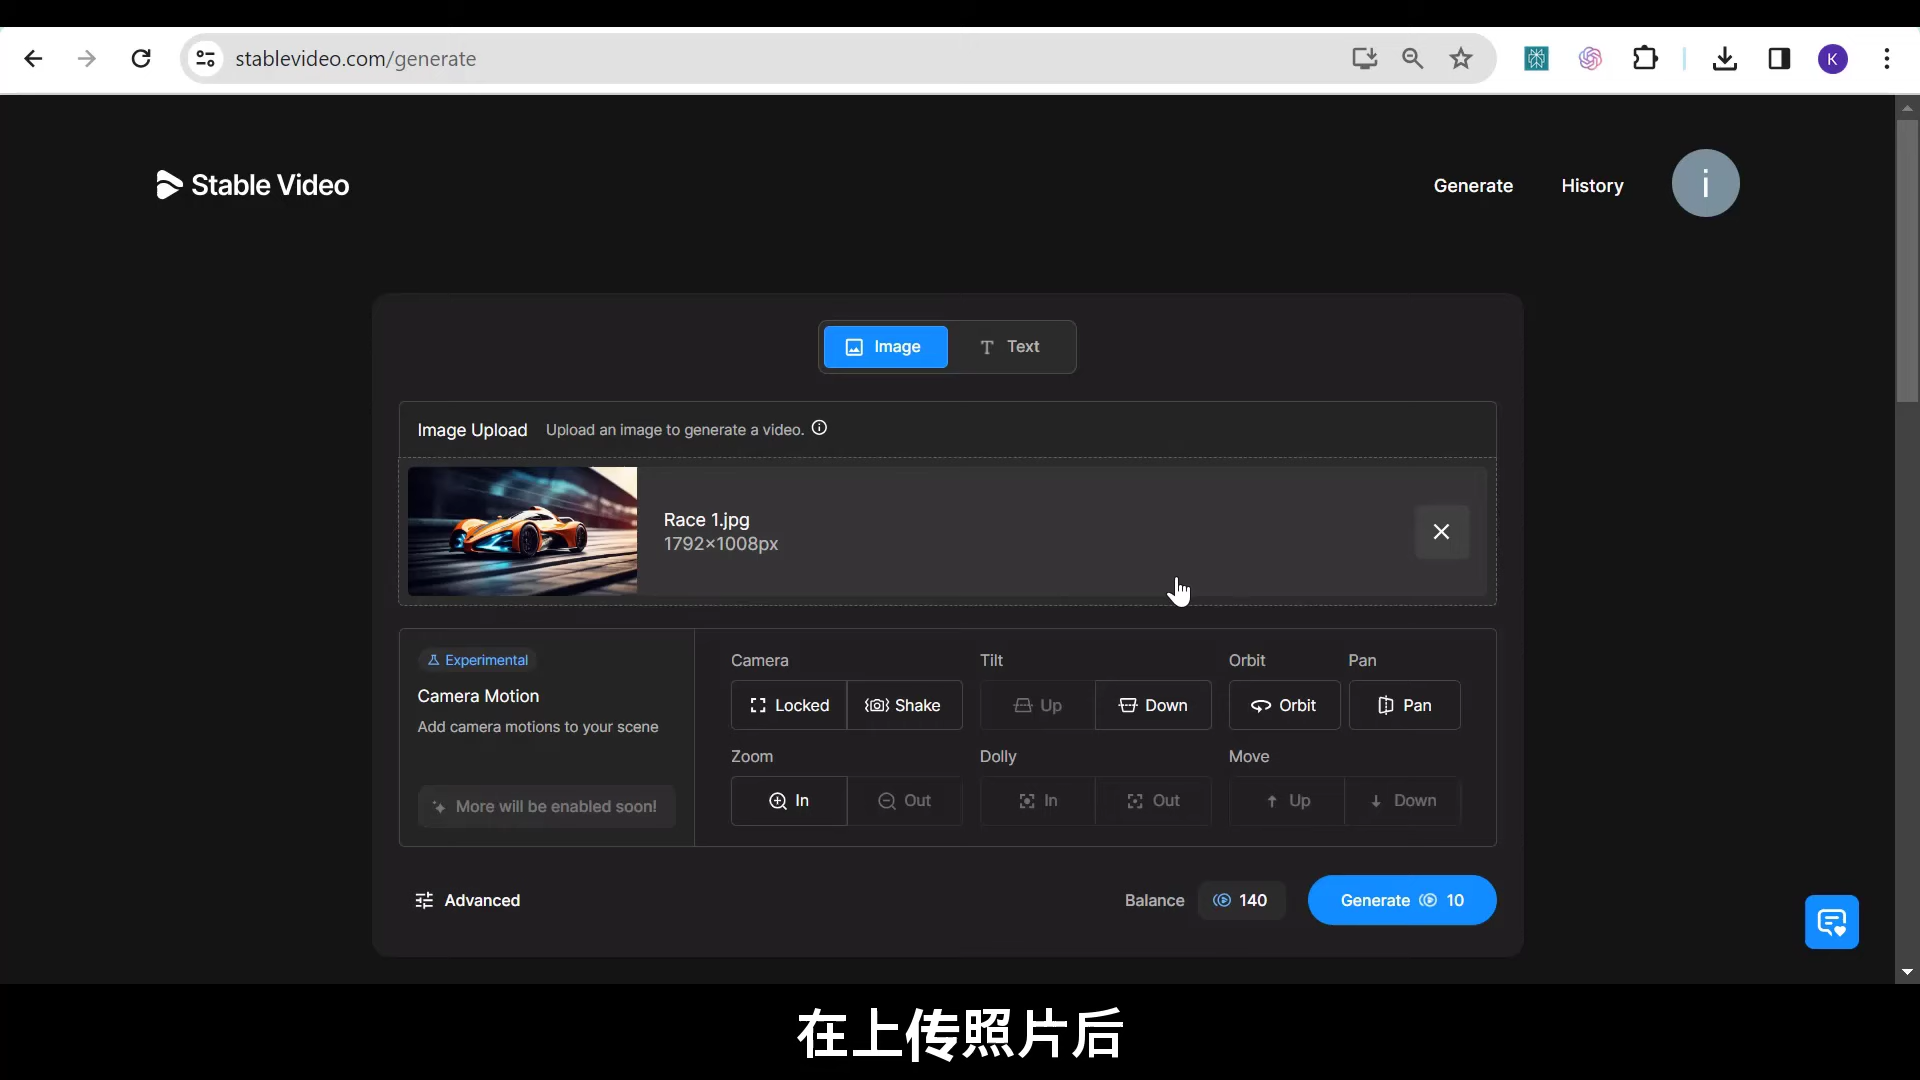 stablevideo.com/generate
K
Stable Video
Generate
History
i
Image
Text
Image Upload
Upload an image to generate a video.
Race 1.jpg
1792×1008px
Experimental
Camera Motion
Add camera motions to your scene
More will be enabled soon!
Camera
Tilt
Orbit
Pan
Locked
Shake
Up
Down
Orbit
Pan
Zoom
Dolly
Move
In
Out
In
Out
Up
Down
Advanced
Balance
140
Generate
10
在上传照片后